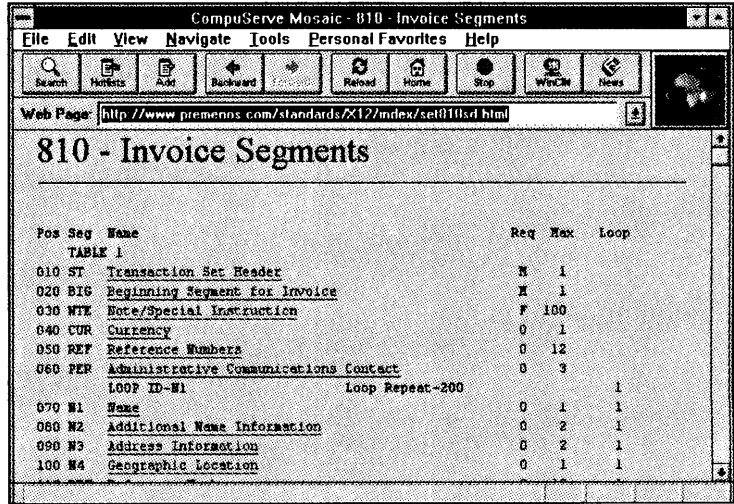 CompuServe Mosaic - 810 - Invoice Segments
File Edit View Navigate Tools Personal Favorites Help
Search Hotlists Add Backward Reload Home Stop WinCIM News
Web Page: http://www.premenos.com/standards/X12/index/set810sd.html
810 - Invoice Segments
Pos Seg Name Req Max Loop
TABLE 1
010 ST Transaction Set Header M 1
020 BIG Beginning Segment for Invoice M 1
030 NTE Note/Special Instruction F 100
040 CUR Currency O 1
050 REF Reference Numbers O 12
060 PER Administrative Communications Contact O 3
LOOP ID-N1 Loop Repeat-200 1
070 N1 Name O 1 1
080 N2 Additional Name Information O 2 1
090 N3 Address Information O 2 1
100 N4 Geographic Location O 1 1